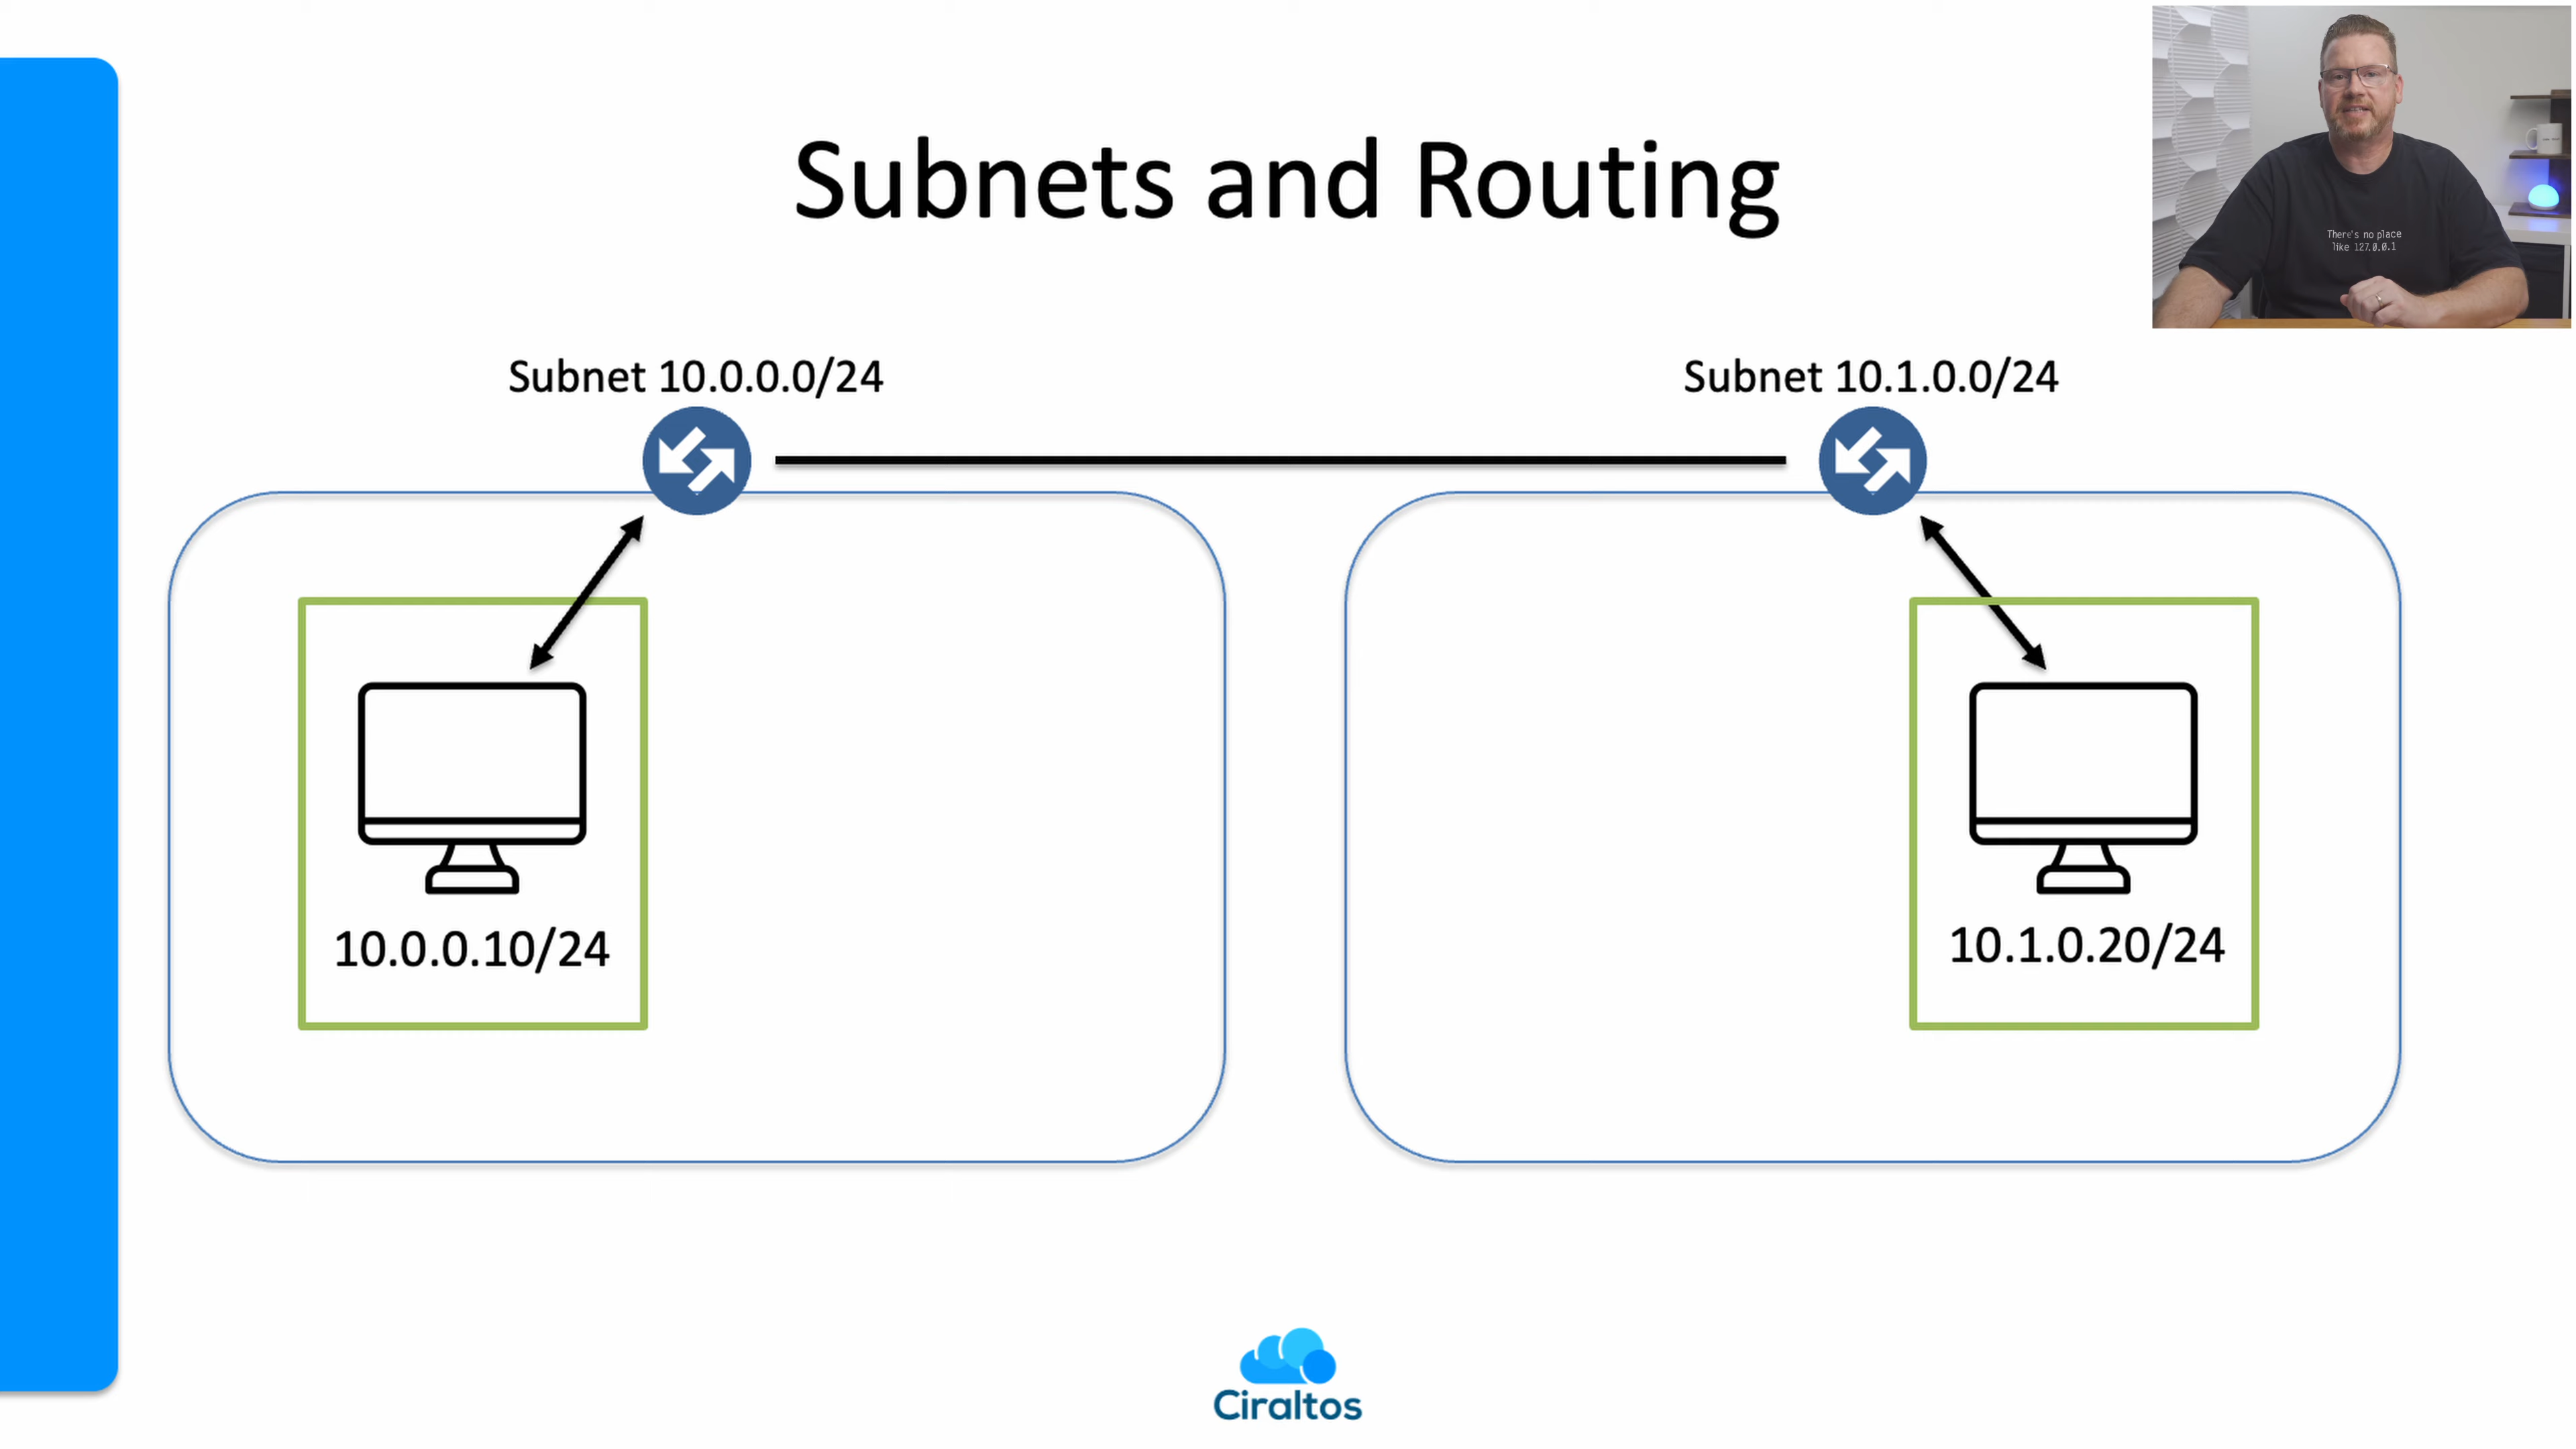 Subnets and Routing
There's no place
like 127.0.0.1
Subnet 10.0.0.0/24
Subnet 10.1.0.0/24
10.0.0.10/24
10.1.0.20/24
Ciraltos